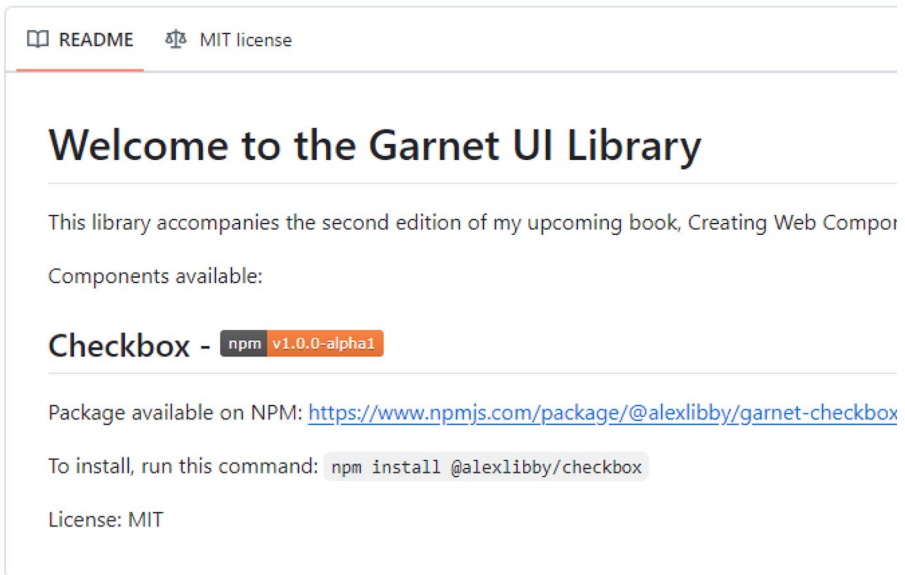 README MIT license
Welcome to the Garnet UI Library
This library accompanies the second edition of my upcoming book, Creating Web
Components available:
Checkbox - npm v1.0.0-alpha1
Package available on NPM: https://www.npmjs.com/package/@alexlibby/garnet-checkbox
To install, run this command: npm install @alexlibby/checkbox
License: MIT